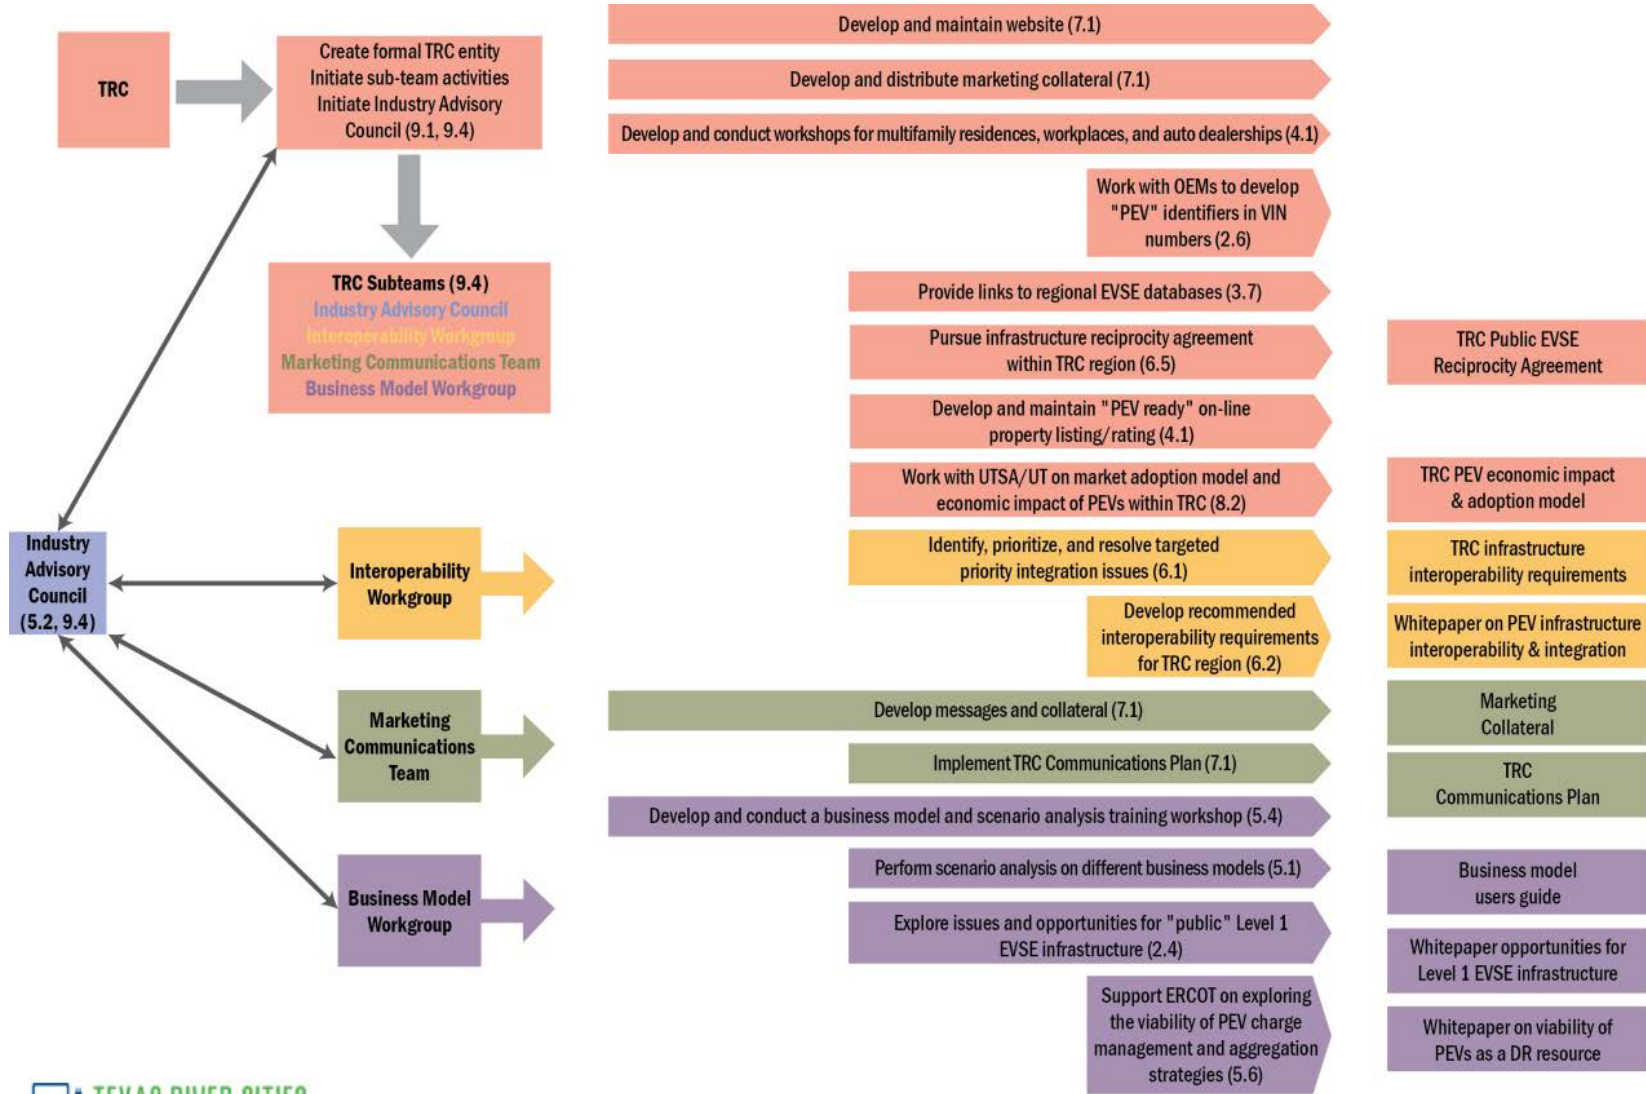 TRC
Create formal TRC entity
Initiate sub-team activities
Initiate Industry Advisory
Council (9.1, 9.4)
TRC Subteams (9.4)
Industry Advisory Council
Interoperability Workgroup
Marketing Communications Team
Business Model Workgroup
Industry
Advisory
Council
(5.2, 9.4)
Interoperability
Workgroup
Marketing
Communications
Team
Business Model
Workgroup
Develop and maintain website (7.1)
Develop and distribute marketing collateral (7.1)
Develop and conduct workshops for multifamily residences, workplaces, and auto dealerships (4.1)
Work with OEMs to develop
"PEV" identifiers in VIN
numbers (2.6)
Provide links to regional EVSE databases (3.7)
Pursue infrastructure reciprocity agreement
within TRC region (6.5)
Develop and maintain "PEV ready" on-line
property listing/rating (4.1)
Work with UTSA/UT on market adoption model and
economic impact of PEVs within TRC (8.2)
Identify, prioritize, and resolve targeted
priority integration issues (6.1)
Develop recommended
interoperability requirements
for TRC region (6.2)
Develop messages and collateral (7.1)
Implement TRC Communications Plan (7.1)
Develop and conduct a business model and scenario analysis training workshop (5.4)
Perform scenario analysis on different business models (5.1)
Explore issues and opportunities for "public" Level 1
EVSE infrastructure (2.4)
Support ERCOT on exploring
the viability of PEV charge
management and aggregation
strategies (5.6)
TRC Public EVSE
Reciprocity Agreement
TRC PEV economic impact
& adoption model
TRC infrastructure
interoperability requirements
Whitepaper on PEV infrastructure
interoperability & integration
Marketing
Collateral
TRC
Communications Plan
Business model
users guide
Whitepaper opportunities for
Level 1 EVSE infrastructure
Whitepaper on viability of
PEVs as a DR resource
TEXAS RIVER CITIES